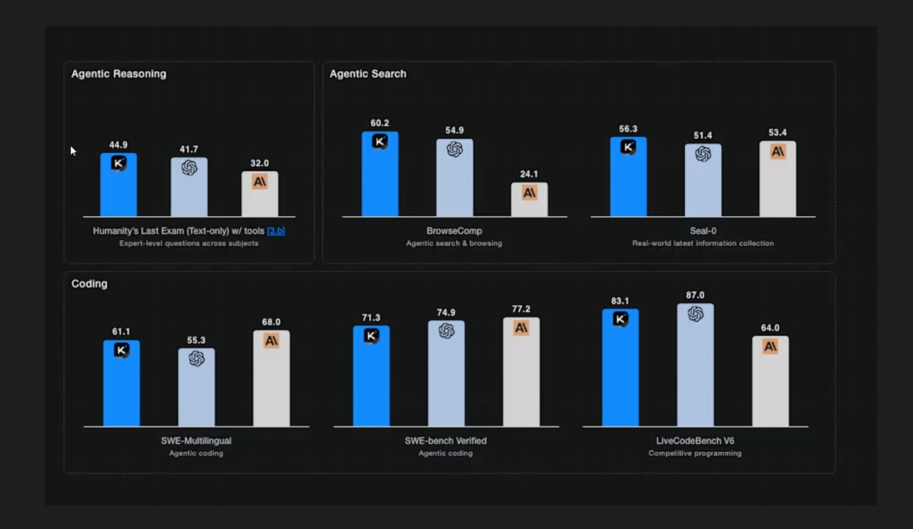 Agentic Reasoning
44.9
41.7
32.0
Humanity's Last Exam (Text-only) w/ tools [3,b]
Expert-level questions across subjects
Agentic Search
60.2
54.9
24.1
BrowseComp
Agentic search & browsing
56.3
51.4
53.4
Seal-0
Real-world latest information collection
Coding
61.1
55.3
68.0
SWE-Multilingual
Agentic coding
71.3
74.9
77.2
SWE-bench Verified
Agentic coding
83.1
87.0
64.0
LiveCodeBench V6
Competitive programming